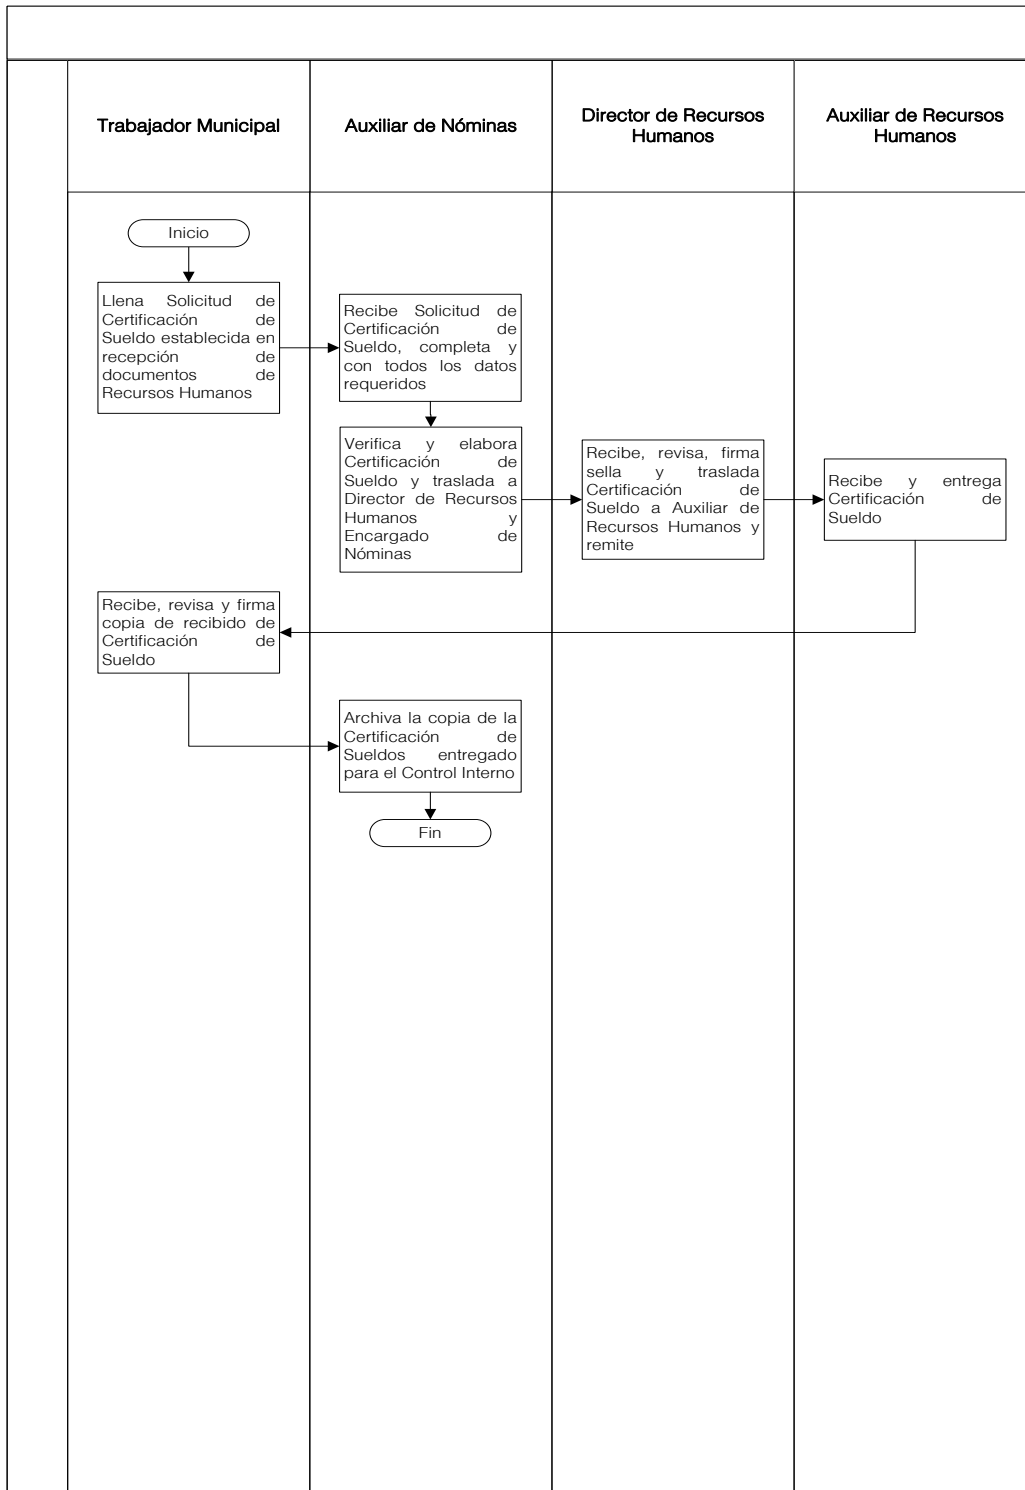 Trabajador Municipal
Auxiliar de Nóminas
Director de Recursos
Humanos
Auxiliar de Recursos
Humanos
Inicio
Llena Solicitud de
Certificación de
Sueldo establecida en
recepción de
documentos de
Recursos Humanos
Recibe Solicitud de
Certificación de
Sueldo, completa y
con todos los datos
requeridos
Verifica y elabora
Certificación de
Sueldo y traslada a
Director de Recursos
Humanos y
Encargado de
Nóminas
Recibe, revisa, firma
sella y traslada
Certificación de
Sueldo a Auxiliar de
Recursos Humanos y
remite
Recibe y entrega
Certificación de
Sueldo
Recibe, revisa y firma
copia de recibido de
Certificación de
Sueldo
Archiva la copia de la
Certificación de
Sueldos entregado
para el Control Interno
Fin